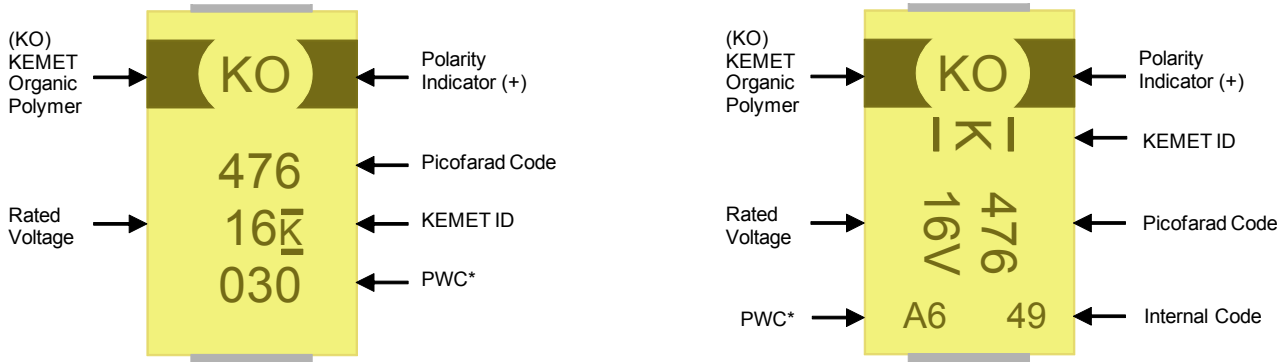 (KO)
KEMET
Organic
Polymer
KO
Polarity
Indicator (+)
476
Picofarad Code
Rated
Voltage
16K
KEMET ID
030
PWC*
(KO)
KEMET
Organic
Polymer
KO
Polarity
Indicator (+)
K
KEMET ID
Rated
Voltage
476
16V
Picofarad Code
PWC*
A6 49
Internal Code